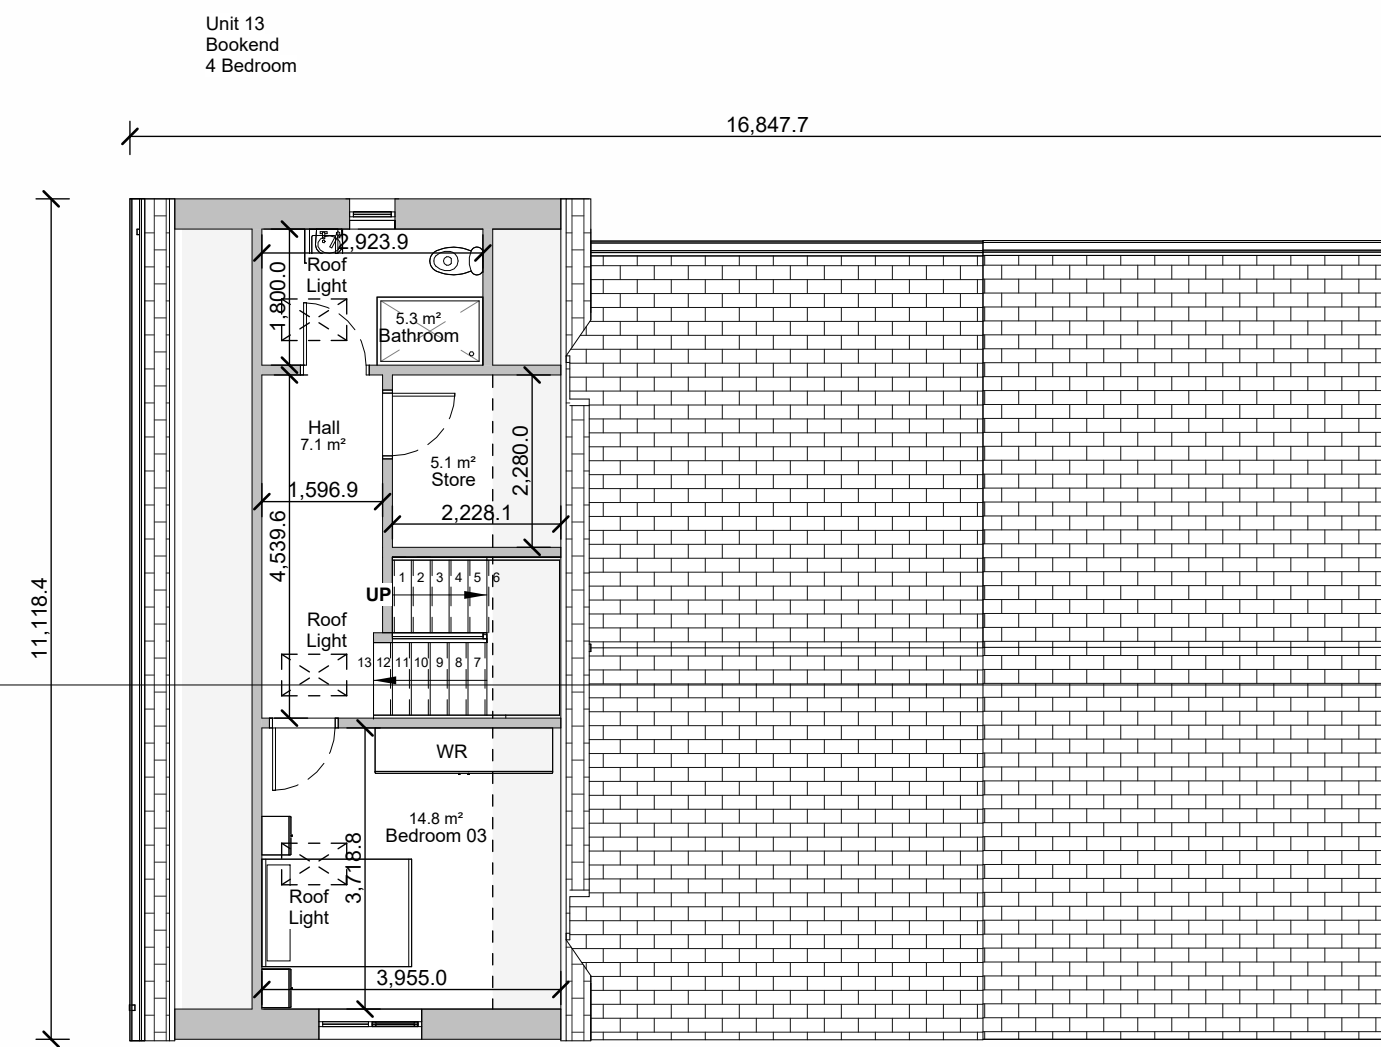 Unit 13
Bookend
4 Bedroom
16,847.7
11,118.4
2,923.9
Roof
Light
1,800.0
5.3 m²
Bathroom
Hall
7.1 m²
5.1 m²
Store
2,280.0
1,596.9
2,228.1
4,539.6
UP
1 2 3 4 5 6
Roof
Light
13 12 11 10 9 8 7
WR
14.8 m²
Bedroom 03
3,718.8
Roof
Light
3,955.0